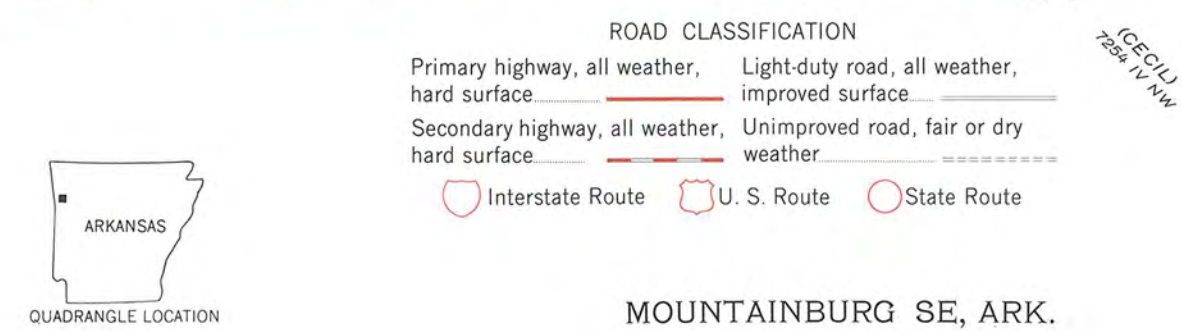 ROAD CLASSIFICATION
Primary highway, all weather,
hard surface
Light-duty road, all weather,
improved surface
Secondary highway, all weather,
hard surface
Unimproved road, fair or dry
weather
Interstate Route
U. S. Route
State Route
(CECIL)
7254 IV NW
ARKANSAS
QUADRANGLE LOCATION
MOUNTAINBURG SE, ARK.